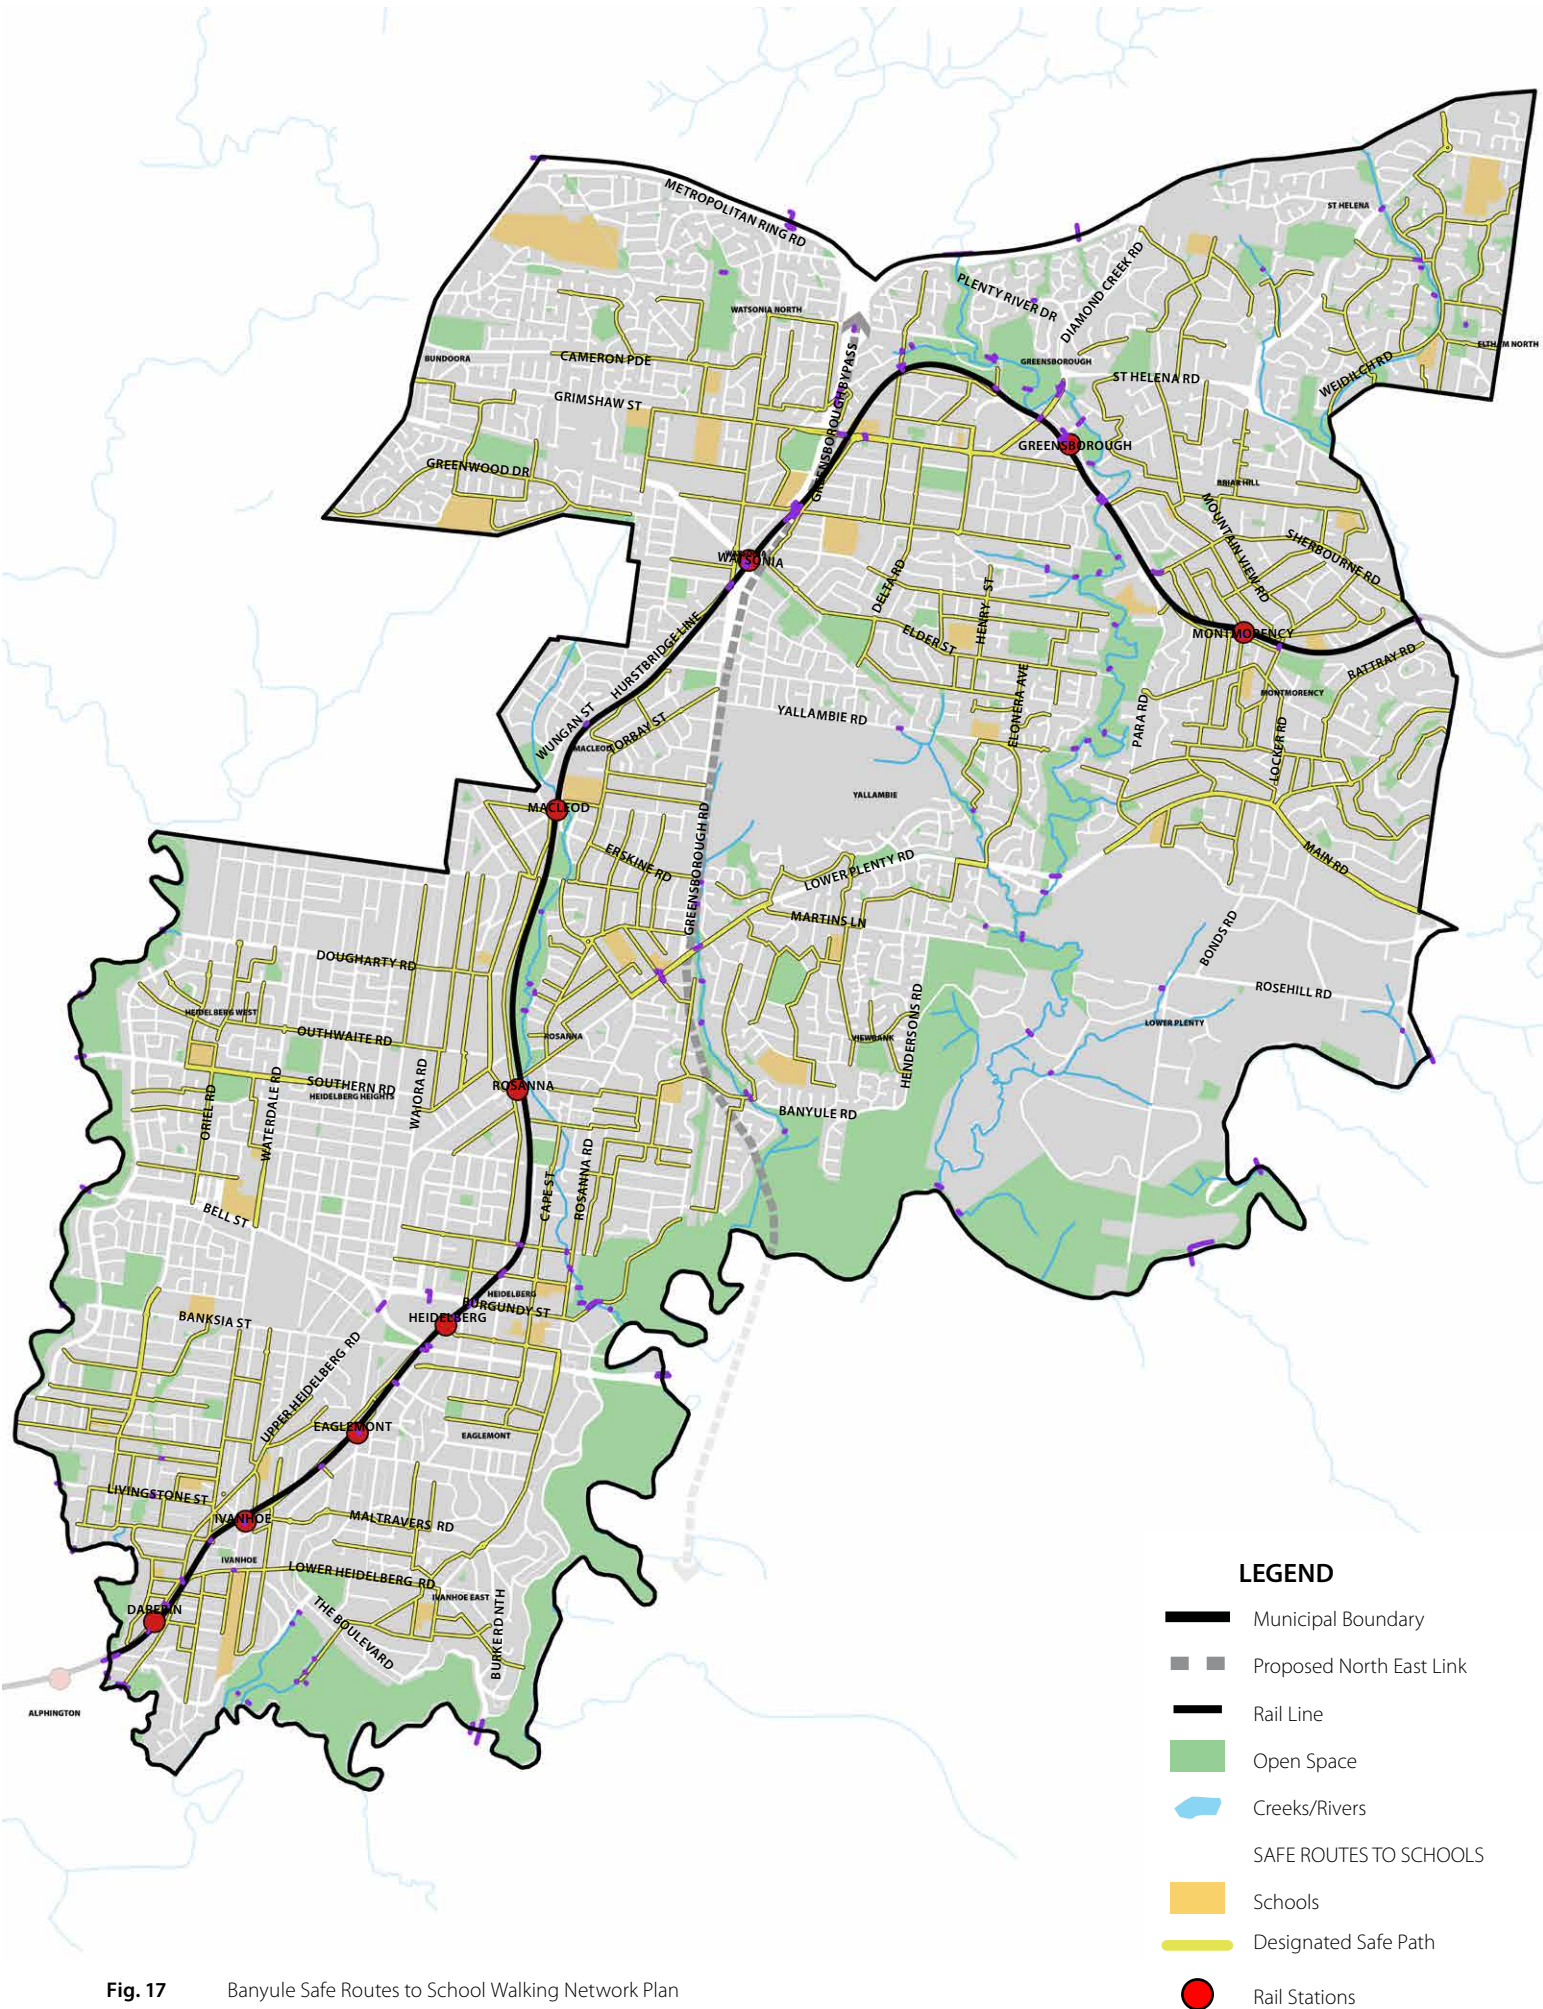 METROPOLITAN RING RD
ST HELENA
PLENTY RIVER DR
DIAMOND CREEK RD
WATSONIA NORTH
GREENSBOROUGH BYPASS
BUNDOORA
CAMERON PDE
GREENSBOROUGH
ELTHAM NORTH
ST HELENA RD
WEIDILCH RD
GRIMSHAW ST
GREENSBOROUGH
GREENWOOD DR
BRIAR HILL
MOUNTAIN VIEW RD
SHERBOURNE RD
WATSONIA
DELTA RD
HENRY ST
ELDER ST
MONTMORENCY
HURSTBRIDGE LINE
RATTRAY RD
MONTMORENCY
ELONERA AVE
YALLAMBIE RD
PARA RD
LOCKER RD
WUNGAN ST
MACLEOD
TORBAY ST
YALLAMBIE
MACLEOD
GREENSBOROUGH RD
ERSKINE RD
LOWER PLENTY RD
MAIN RD
MARTINS LN
BONDS RD
DOUGHARTY RD
ROSEHILL RD
HEIDELBERG WEST
HENDERSONS RD
LOWER PLENTY
OUTHWAITE RD
ROSANNA
VIEWBANK
SOUTHERN RD
HEIDELBERG HEIGHTS
WAIORA RD
ROSANNA
ORIEL RD
WATERDALE RD
BANYULE RD
CAPE ST
ROSANNA RD
BELL ST
HEIDELBERG
BURGUNDY ST
BANKSIA ST
HEIDELBERG
UPPER HEIDELBERG RD
EAGLEMONT
EAGLEMONT
LIVINGSTONE ST
IVANHOE
MALTRAVERS RD
IVANHOE
LOWER HEIDELBERG RD
IVANHOE EAST
DAREBIN
THE BOULEVARD
BURKE RD NTH
ALPHINGTON
LEGEND
Municipal Boundary
Proposed North East Link
Rail Line
Open Space
Creeks/Rivers
SAFE ROUTES TO SCHOOLS
Schools
Designated Safe Path
Rail Stations
Fig. 17 Banyule Safe Routes to School Walking Network Plan